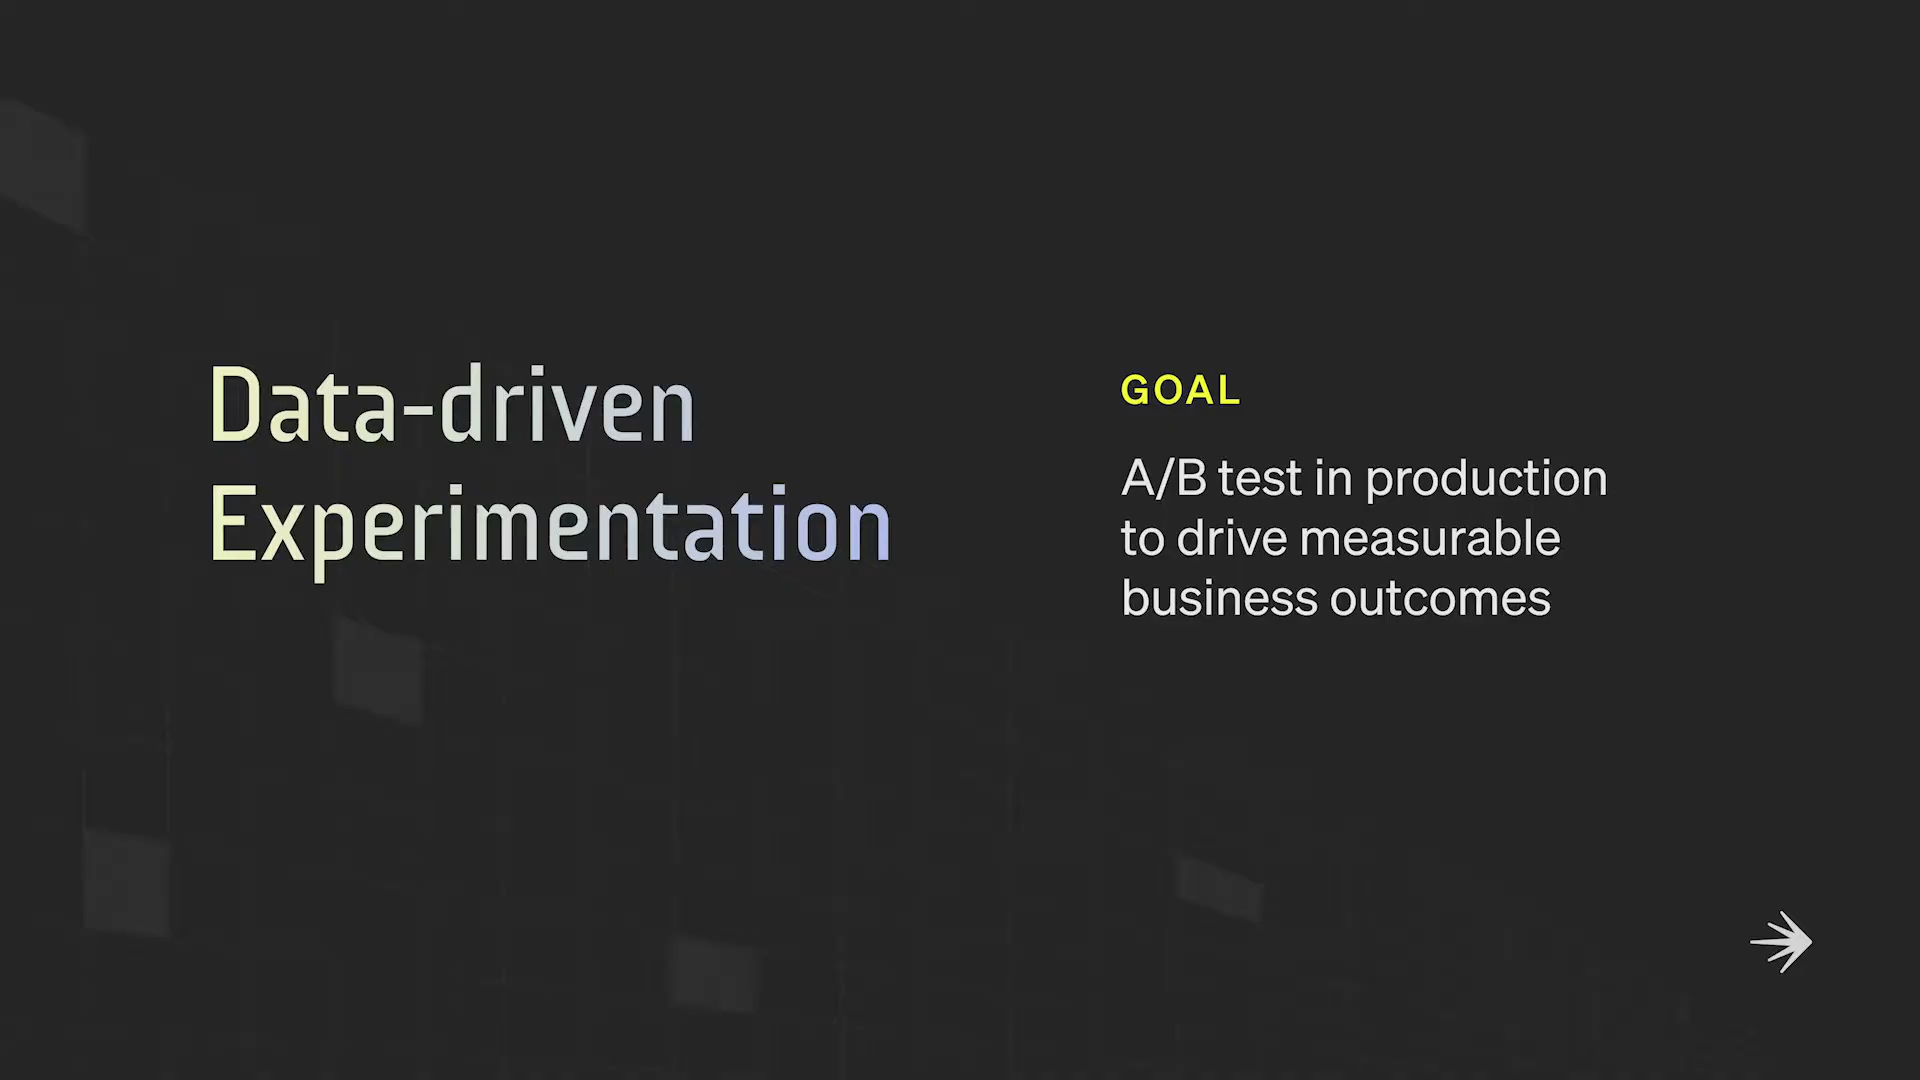 Data-driven
Experimentation
GOAL
A/B test in production
to drive measurable
business outcomes